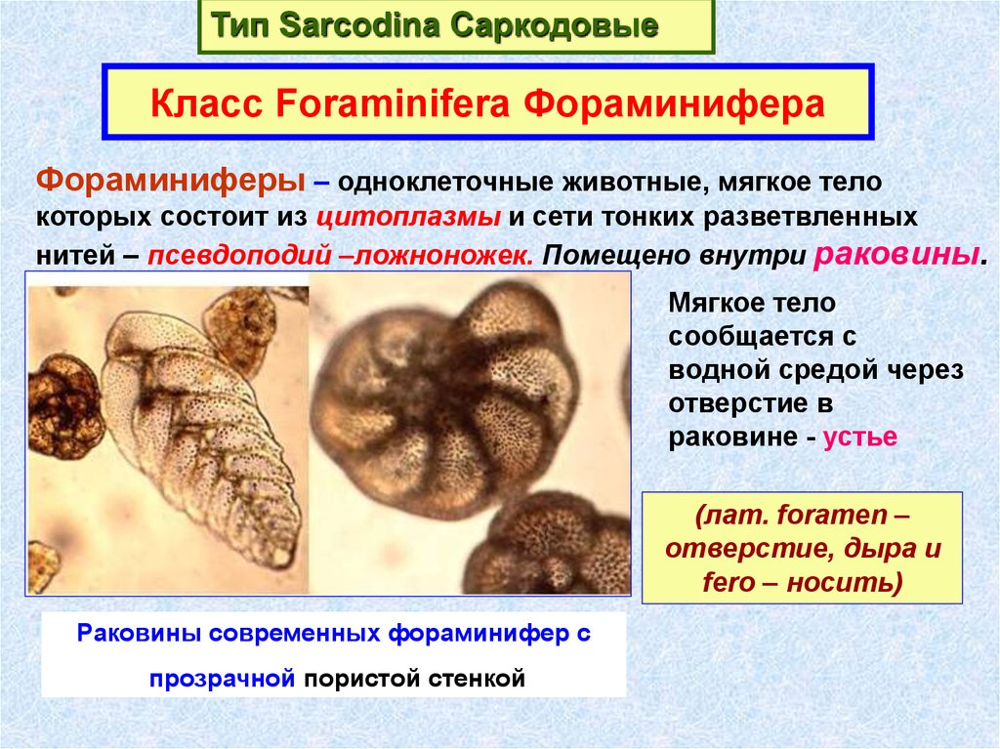 Тип Sarcodina Саркодовые
Класс Foraminifera Фораминифера
Фораминиферы – одноклеточные животные, мягкое тело
которых состоит из цитоплазмы и сети тонких разветвленных
нитей – псевдоподий –ложноножек. Помещено внутри раковины.
Мягкое тело
сообщается с
водной средой через
отверстие в
раковине - устье
(лат. foramen –
отверстие, дыра и
fero – носить)
Раковины современных фораминифер с
прозрачной пористой стенкой